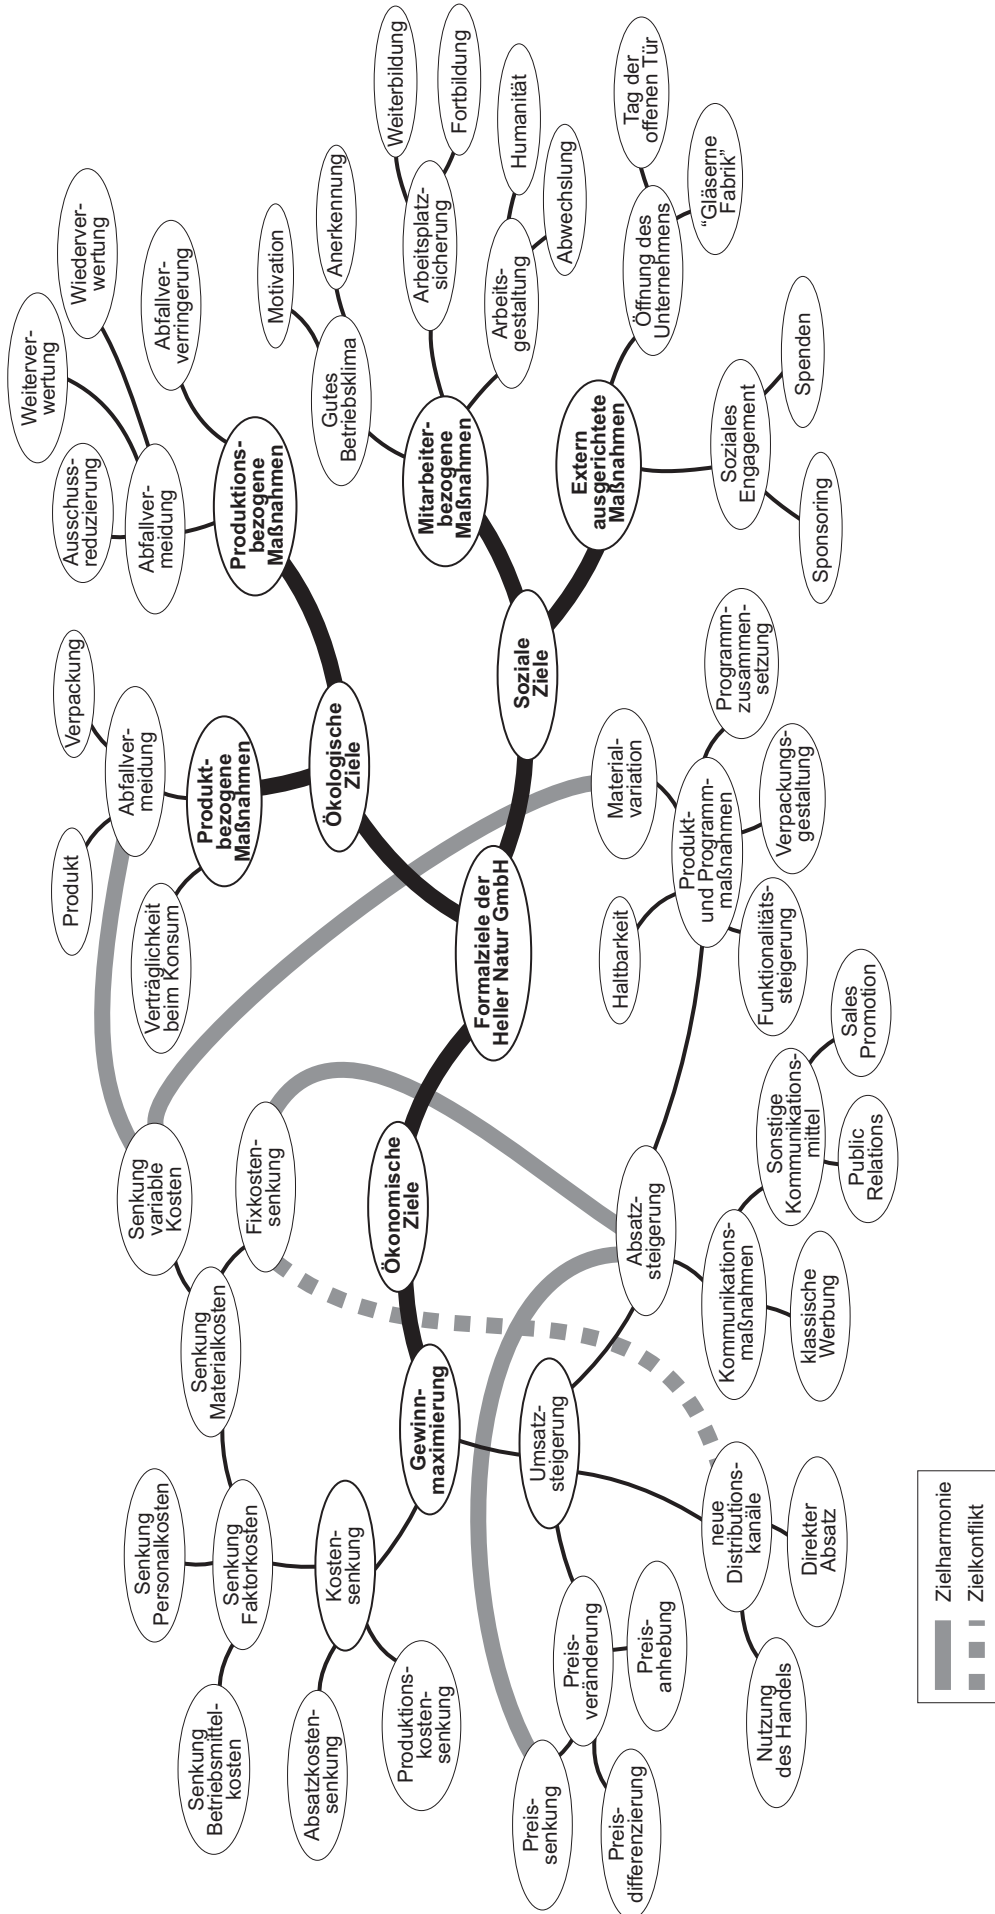 Senkung
Betriebsmittel-
kosten
Senkung
Personalkosten
Senkung
Faktorkosten
Absatzkosten-
senkung
Produktions-
kosten-
senkung
Kosten-
senkung
Senkung
Materialkosten
Senkung
variable
Kosten
Fixkosten-
senkung
Gewinn-
maximierung
Ökonomische
Ziele
Formalziele der
Heller Natur GmbH
Umsatz-
steigerung
Preis-
senkung
Preis-
differenzierung
Preis-
veränderung
Preis-
anhebung
Nutzung
des Handels
neue
Distributions-
kanäle
Direkter
Absatz
Absatz-
steigerung
Kommunikations-
maßnahmen
klassische
Werbung
Sonstige
Kommunikations-
mittel
Public
Relations
Sales
Promotion
Produkt-
und Programm-
maßnahmen
Haltbarkeit
Material-
variation
Funktionalitäts-
steigerung
Verpackungs-
gestaltung
Programm-
zusammen-
setzung
Ökologische
Ziele
Produkt-
bezogene
Maßnahmen
Verträglichkeit
beim Konsum
Abfallver-
meidung
Produkt
Verpackung
Produktions-
bezogene
Maßnahmen
Abfallver-
meidung
Ausschuss-
reduzierung
Weiterver-
wertung
Wiederver-
wertung
Abfallver-
verringerung
Soziale
Ziele
Mitarbeiter-
bezogene
Maßnahmen
Gutes
Betriebsklima
Motivation
Anerkennung
Arbeitsplatz-
sicherung
Weiterbildung
Fortbildung
Arbeits-
gestaltung
Humanität
Abwechslung
Extern
ausgerichtete
Maßnahmen
Öffnung des
Unternehmens
Tag der
offenen Tür
"Gläserne
Fabrik”
Soziales
Engagement
Sponsoring
Spenden
Zielharmonie
Zielkonflikt